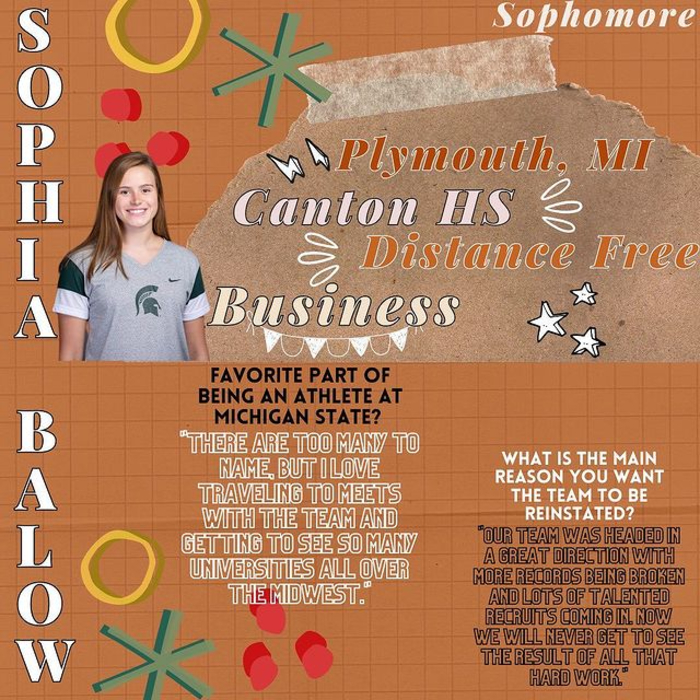 Sophomore
SOPHIA
BALOW
Plymouth, MI
Canton HS
Distance Free
Business
FAVORITE PART OF
BEING AN ATHLETE AT
MICHIGAN STATE?
"THERE ARE TOO MANY TO
NAME, BUT I LOVE
TRAVELING TO MEETS
WITH THE TEAM AND
GETTING TO SEE SO MANY
UNIVERSITIES ALL OVER
THE MIDWEST."
WHAT IS THE MAIN
REASON YOU WANT
THE TEAM TO BE
REINSTATED?
"OUR TEAM WAS HEADED IN
A GREAT DIRECTION WITH
MORE RECORDS BEING BROKEN
AND LOTS OF TALENTED
RECRUITS COMING IN. NOW
WE WILL NEVER GET TO SEE
THE RESULT OF ALL THAT
HARD WORK."